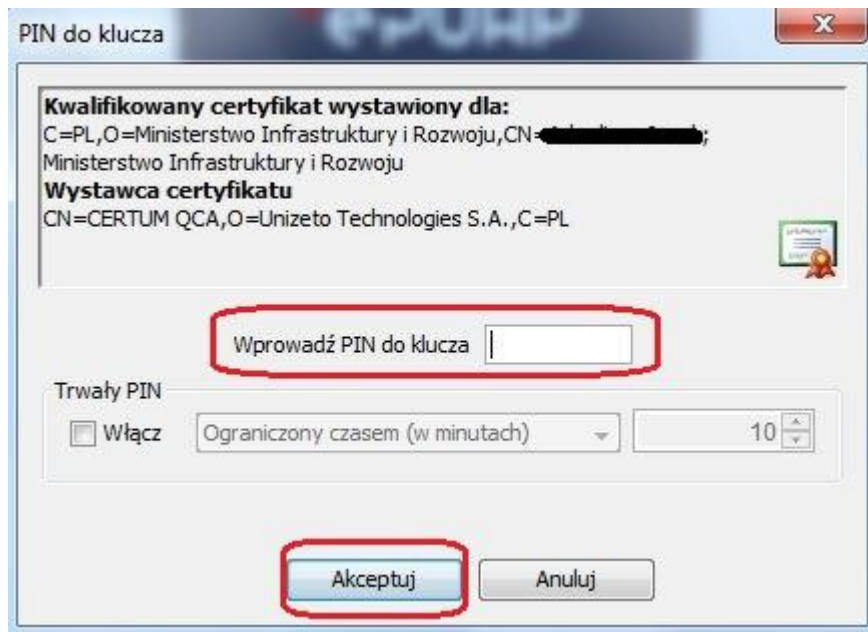 ePUAP
PIN do klucza
Kwalifikowany certyfikat wystawiony dla:
C=PL,O=Ministerstwo Infrastruktury i Rozwoju,CN=
Ministerstwo Infrastruktury i Rozwoju
Wystawca certyfikatu
CN=CERTUM QCA,O=Unizeto Technologies S.A.,C=PL
Wprowadź PIN do klucza
Trwały PIN
Włącz Ograniczony czasem (w minutach) 10
Akceptuj Anuluj